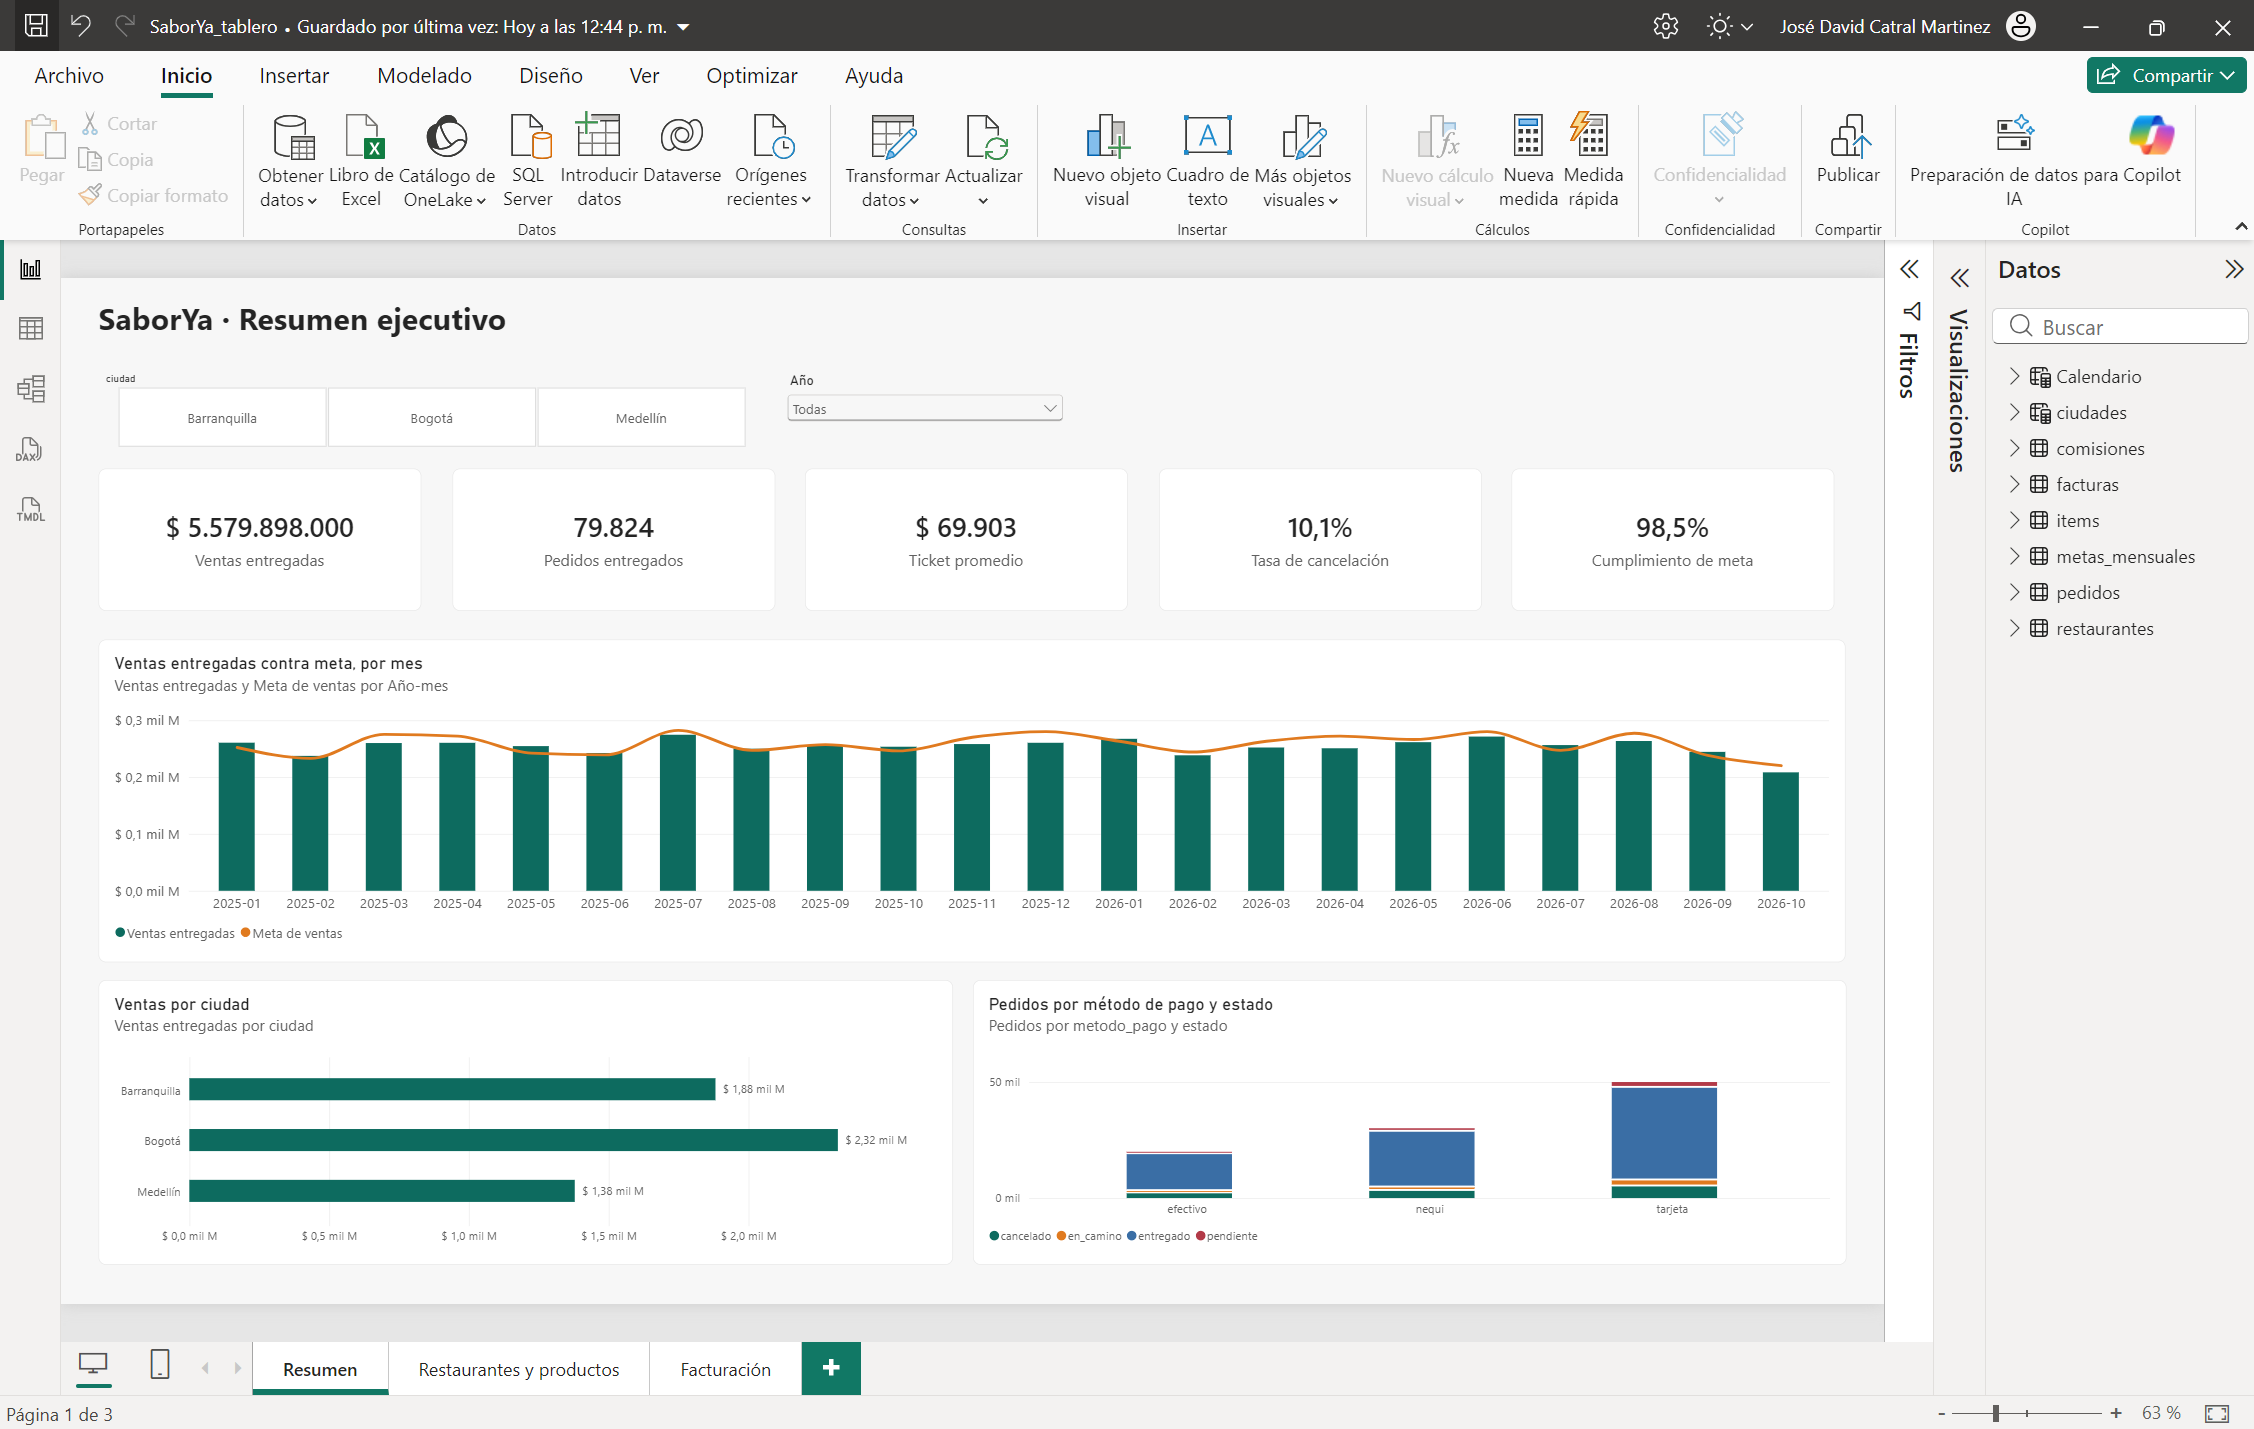 SaborYa_tablero • Guardado por última vez: Hoy a las 12:44 p. m.
José David Catral Martinez
Archivo
Inicio
Insertar
Modelado
Diseño
Ver
Optimizar
Ayuda
Compartir
Pegar
Cortar
Copia
Copiar formato
Portapapeles
Obtener datos
Libro de Excel
Catálogo de OneLake
SQL Server
Introducir datos
Dataverse
Orígenes recientes
Datos
Transformar datos
Actualizar
Consultas
Nuevo objeto visual
Cuadro de texto
Más objetos visuales
Insertar
Nuevo cálculo visual
Nueva medida
Medida rápida
Cálculos
Confidencialidad
Confidencialidad
Publicar
Compartir
Preparación de datos para IA
Copilot
Copilot
DAX
TMDL
SaborYa · Resumen ejecutivo
ciudad
Barranquilla
Bogotá
Medellín
Año
Todas
$ 5.579.898.000
Ventas entregadas
79.824
Pedidos entregados
$ 69.903
Ticket promedio
10,1%
Tasa de cancelación
98,5%
Cumplimiento de meta
Ventas entregadas contra meta, por mes
Ventas entregadas y Meta de ventas por Año-mes
$ 0,3 mil M
$ 0,2 mil M
$ 0,1 mil M
$ 0,0 mil M
2025-01 2025-02 2025-03 2025-04 2025-05 2025-06 2025-07 2025-08 2025-09 2025-10 2025-11 2025-12 2026-01 2026-02 2026-03 2026-04 2026-05 2026-06 2026-07 2026-08 2026-09 2026-10
Ventas entregadas Meta de ventas
Ventas por ciudad
Ventas entregadas por ciudad
Barranquilla $ 1,88 mil M
Bogotá $ 2,32 mil M
Medellín $ 1,38 mil M
$ 0,0 mil M $ 0,5 mil M $ 1,0 mil M $ 1,5 mil M $ 2,0 mil M
Pedidos por método de pago y estado
Pedidos por metodo_pago y estado
50 mil
0 mil
efectivo nequi tarjeta
cancelado en_camino entregado pendiente
Filtros
Visualizaciones
Datos
Buscar
Calendario
ciudades
comisiones
facturas
items
metas_mensuales
pedidos
restaurantes
Resumen
Restaurantes y productos
Facturación
+
Página 1 de 3
- + 63 %